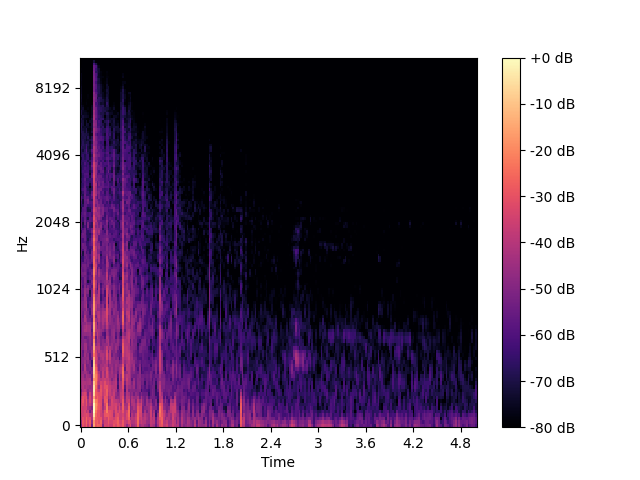 8192
4096
2048
1024
512
0
Hz
0 0.6 1.2 1.8 2.4 3 3.6 4.2 4.8
Time
+0 dB
-10 dB
-20 dB
-30 dB
-40 dB
-50 dB
-60 dB
-70 dB
-80 dB